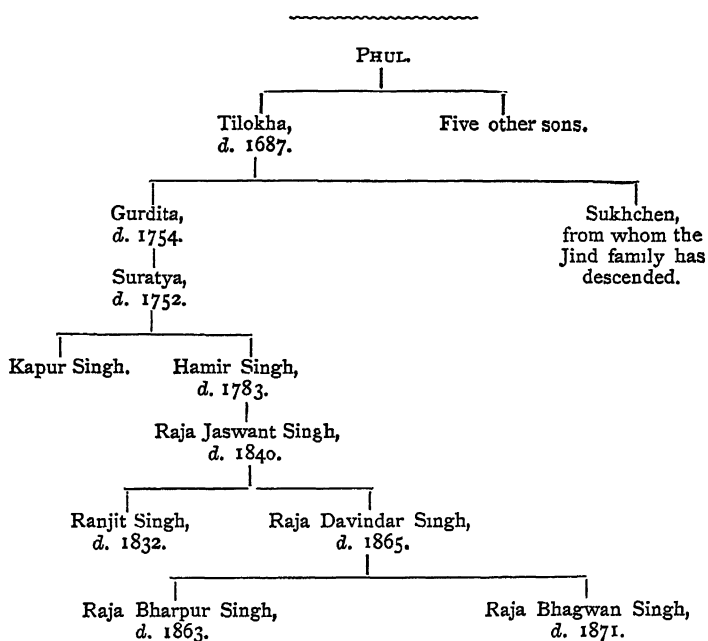 PHUL.
Tilokha,
d. 1687.
Five other sons.
Gurdita,
d. 1754.
Sukhchen,
from whom the
Jind family has
descended.
Suratya,
d. 1752.
Kapur Singh.
Hamir Singh,
d. 1783.
Raja Jaswant Singh,
d. 1840.
Ranjit Singh,
d. 1832.
Raja Davindar Singh,
d. 1865.
Raja Bharpur Singh,
d. 1863.
Raja Bhagwan Singh,
d. 1871.